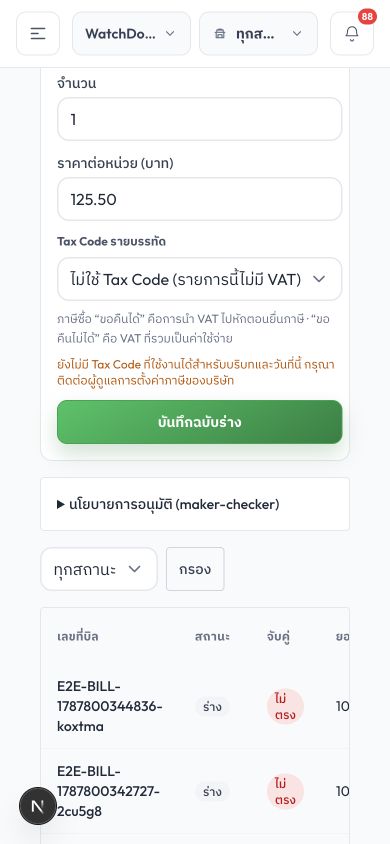 WatchDo...
ทุกส...
88
จำนวน
1
ราคาต่อหน่วย (บาท)
125.50
Tax Code รายบรรทัด
ไม่ใช้ Tax Code (รายการนี้ไม่มี VAT)
ภาษีซื้อ “ขอคืนได้” คือการนำ VAT ไปหักตอนยื่นภาษี · “ขอ
คืนไม่ได้” คือ VAT ที่รวมเป็นค่าใช้จ่าย
ยังไม่มี Tax Code ที่ใช้งานได้สำหรับบริบทและวันที่นี้ กรุณา
ติดต่อผู้ดูแลการตั้งค่าภาษีของบริษัท
บันทึกฉบับร่าง
▶ นโยบายการอนุมัติ (maker-checker)
ทุกสถานะ
กรอง
เลขที่บิล สถานะ จับคู่ ยอ
E2E-BILL-
1787800344836-
koxtma
ร่าง
ไม่
ตรง
10
E2E-BILL-
1787800342727-
2cu5g8
ร่าง
ไม่
ตรง
10
N